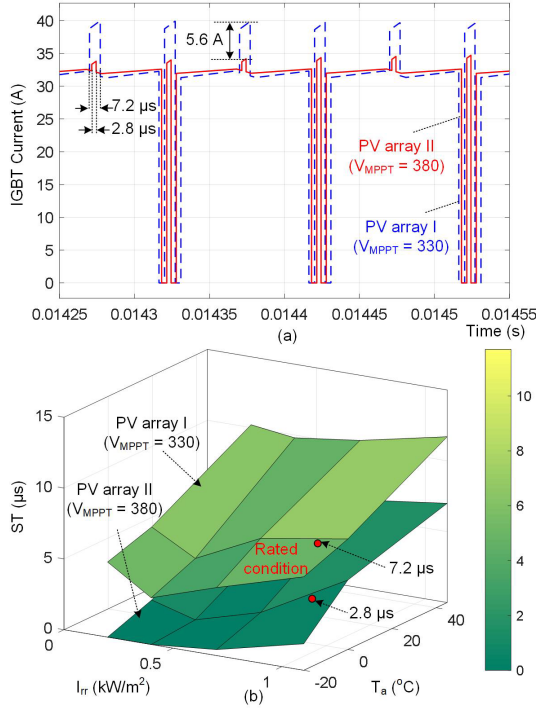 40
35
30
25
20
15
10
5
0
IGBT Current (A)
5.6 A
7.2 µs
2.8 µs
PV array II
(VMPPT = 380)
PV array I
(VMPPT = 330)
0.01425
0.0143
0.01435
0.0144
0.01445
0.0145
0.01455
(a)
Time (s)
15
10
5
0
ST (µs)
PV array I
(VMPPT = 330)
PV array II
(VMPPT = 380)
Rated
condition
7.2 µs
2.8 µs
0
0.5
1
Irr (kW/m²)
(b)
-20
0
20
40
Ta (°C)
10
8
6
4
2
0